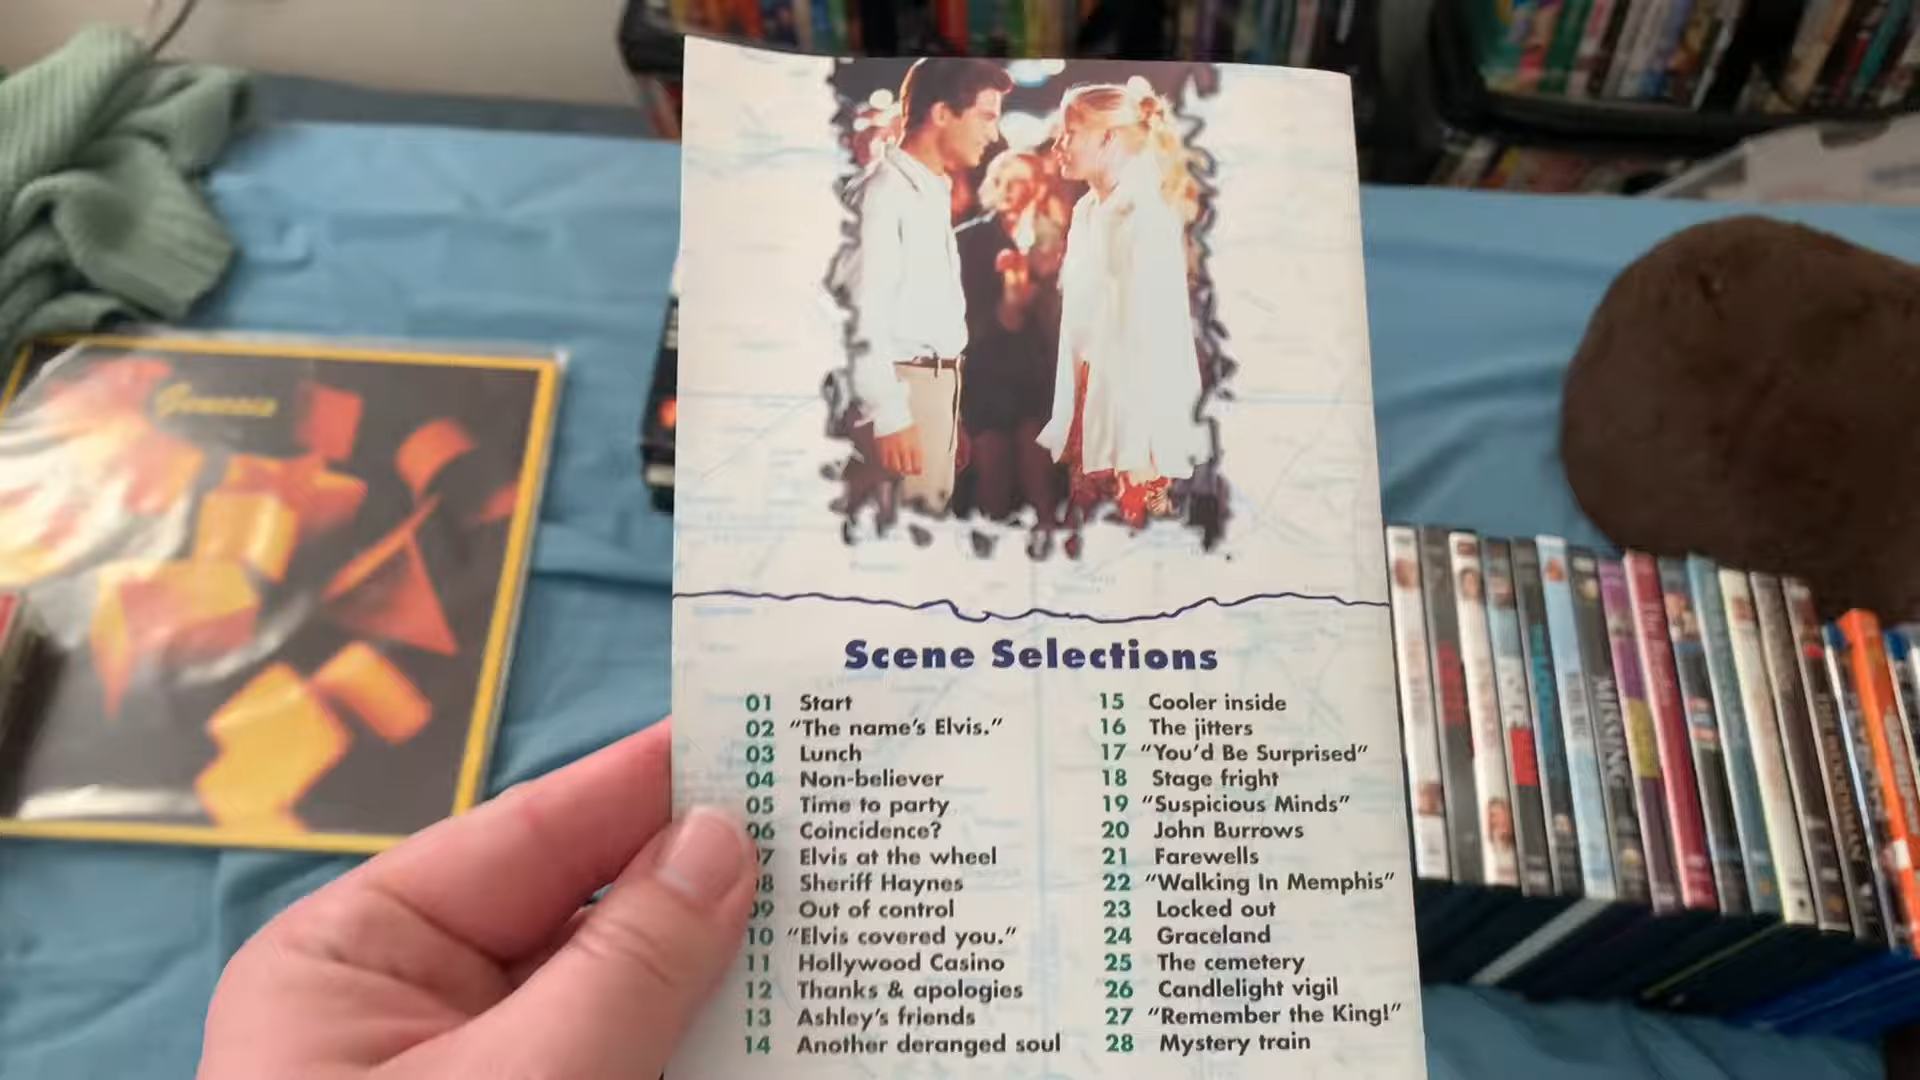 Genesis
Scene Selections
01 Start
02 "The name's Elvis."
03 Lunch
04 Non-believer
05 Time to party
06 Coincidence?
07 Elvis at the wheel
08 Sheriff Haynes
09 Out of control
10 "Elvis covered you."
11 Hollywood Casino
12 Thanks & apologies
13 Ashley's friends
14 Another deranged soul
15 Cooler inside
16 The jitters
17 "You'd Be Surprised"
18 Stage fright
19 "Suspicious Minds"
20 John Burrows
21 Farewells
22 "Walking In Memphis"
23 Locked out
24 Graceland
25 The cemetery
26 Candlelight vigil
27 "Remember the King!"
28 Mystery train
MISSING